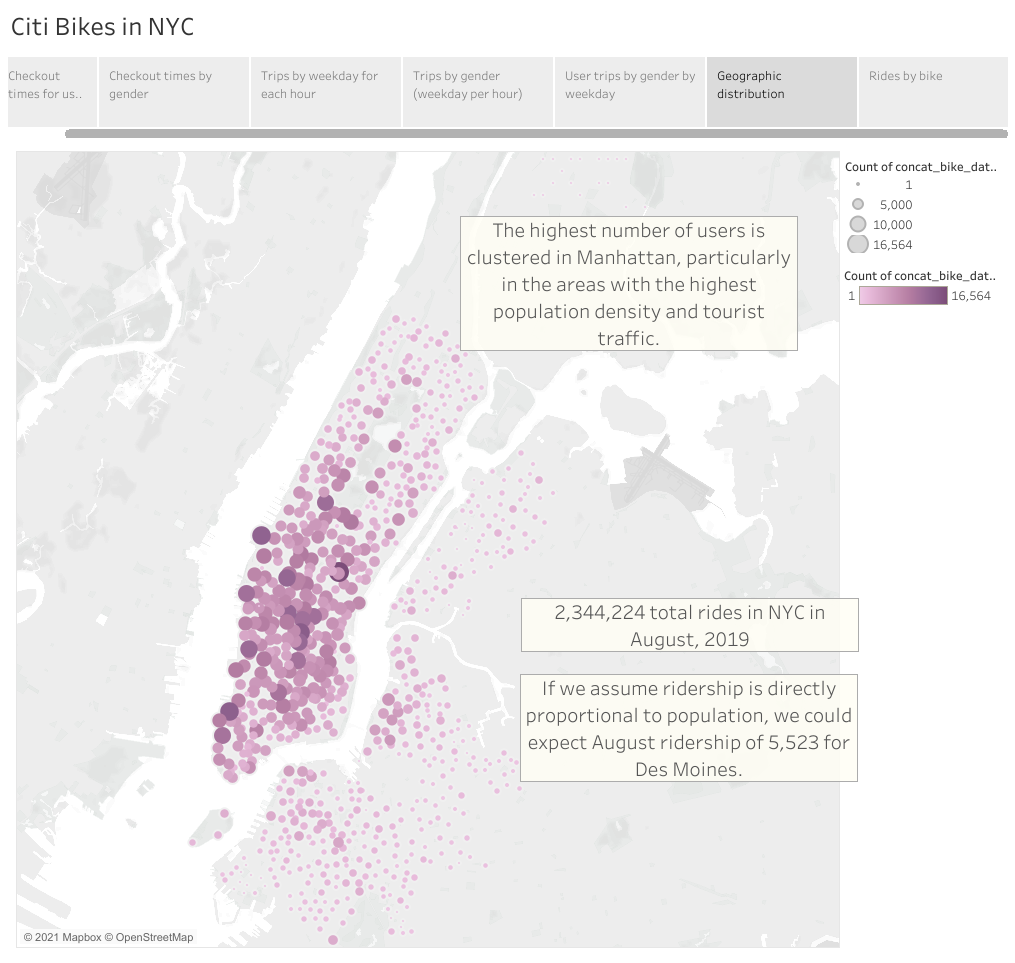 Citi Bikes in NYC
Checkout
times for us..
Checkout times by
gender
Trips by weekday for
each hour
Trips by gender
(weekday per hour)
User trips by gender by
weekday
Geographic
distribution
Rides by bike
The highest number of users is
clustered in Manhattan, particularly
in the areas with the highest
population density and tourist
traffic.
Count of concat_bike_dat..
1
5,000
10,000
16,564
Count of concat_bike_dat..
1 16,564
2,344,224 total rides in NYC in
August, 2019
If we assume ridership is directly
proportional to population, we could
expect August ridership of 5,523 for
Des Moines.
© 2021 Mapbox © OpenStreetMap